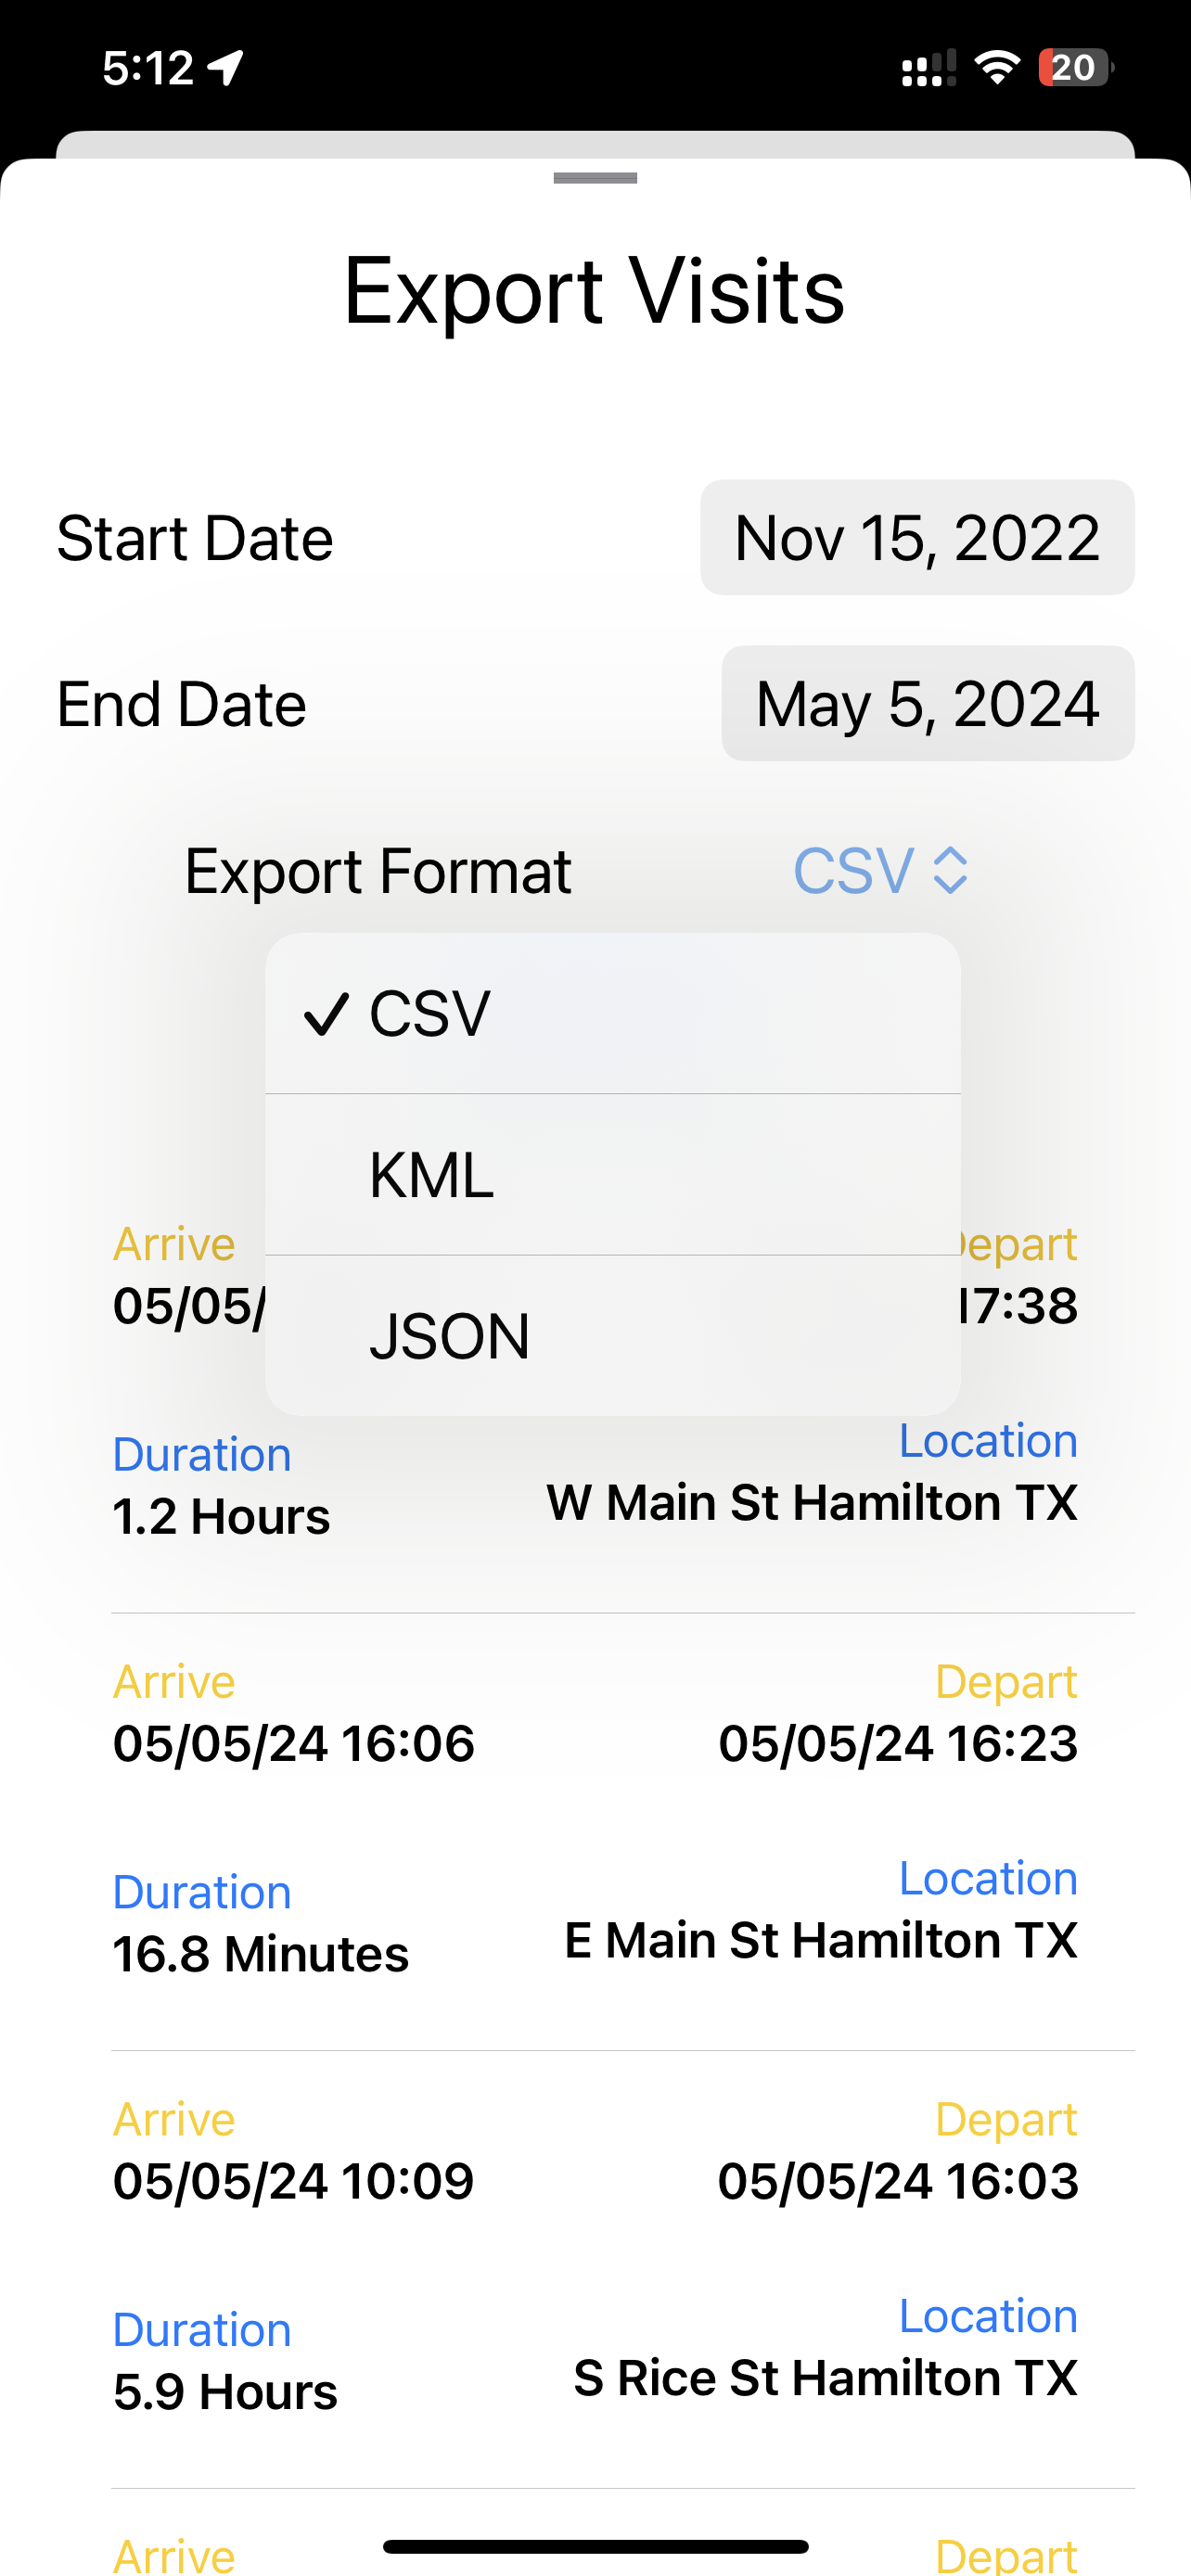 5:12
20
Export Visits
Start Date Nov 15, 2022
End Date May 5, 2024
Export Format CSV
CSV
KML
JSON
Arrive Depart
05/05/ 17:38
Duration Location
1.2 Hours W Main St Hamilton TX
Arrive Depart
05/05/24 16:06 05/05/24 16:23
Duration Location
16.8 Minutes E Main St Hamilton TX
Arrive Depart
05/05/24 10:09 05/05/24 16:03
Duration Location
5.9 Hours S Rice St Hamilton TX
Arrive Depart